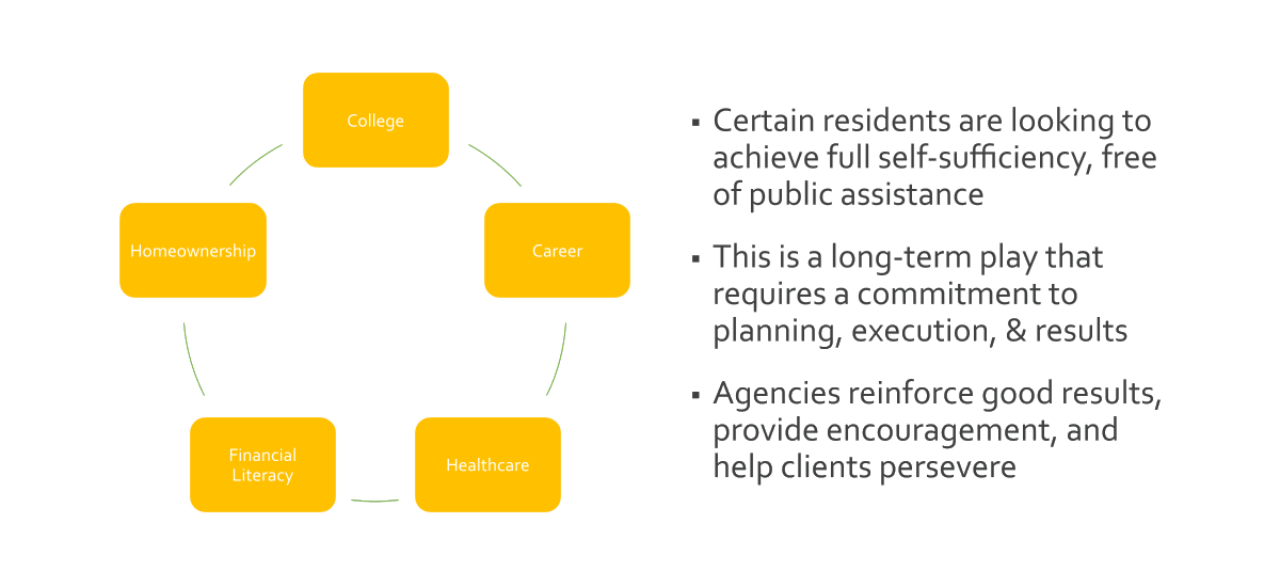 College
Homeownership
Career
Financial
Literacy
Healthcare
▪ Certain residents are looking to
achieve full self-sufficiency, free
of public assistance
▪ This is a long-term play that
requires a commitment to
planning, execution, & results
▪ Agencies reinforce good results,
provide encouragement, and
help clients persevere